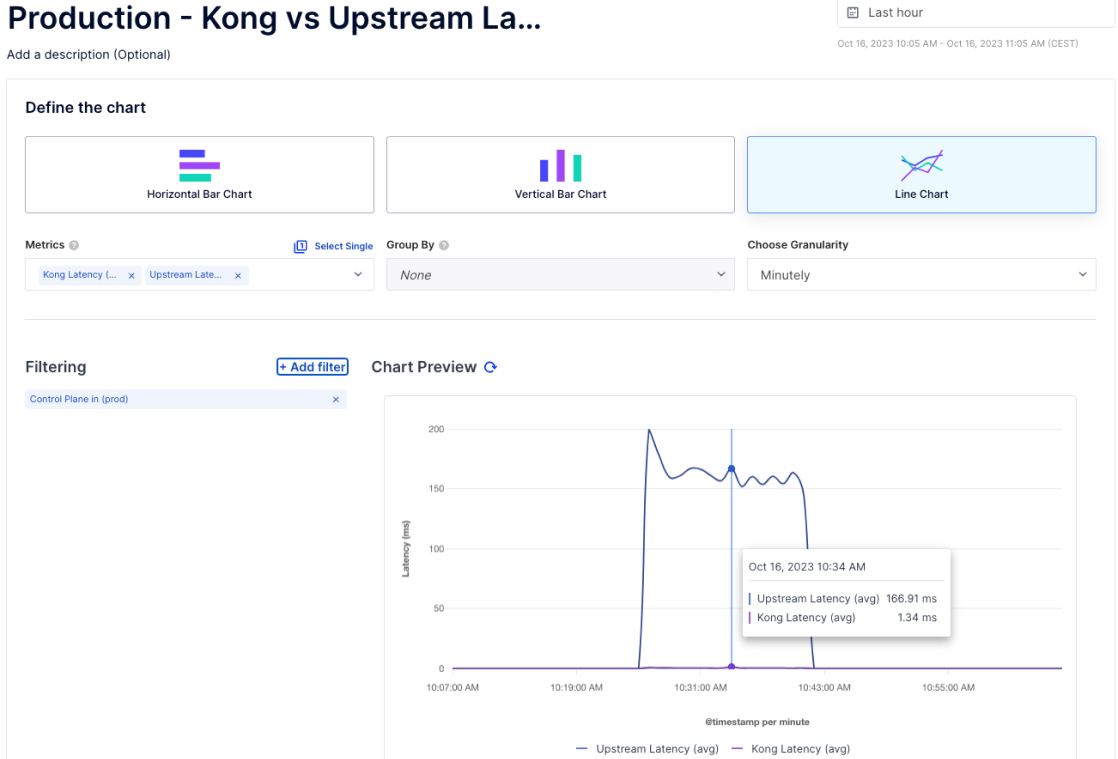 Production - Kong vs Upstream La...
Last hour
Oct 16, 2023 10:05 AM - Oct 16, 2023 11:05 AM (CEST)
Add a description (Optional)
Define the chart
Horizontal Bar Chart
Vertical Bar Chart
Line Chart
Metrics ?
1 Select Single
Group By ?
Choose Granularity
Kong Latency (... × Upstream Late... ×
None
Minutely
Filtering
+ Add filter
Chart Preview
Control Plane in (prod) ×
200
150
100
50
0
Latency (ms)
Oct 16, 2023 10:34 AM
Upstream Latency (avg) 166.91 ms
Kong Latency (avg) 1.34 ms
10:07:00 AM 10:19:00 AM 10:31:00 AM 10:43:00 AM 10:55:00 AM
@timestamp per minute
Upstream Latency (avg) Kong Latency (avg)